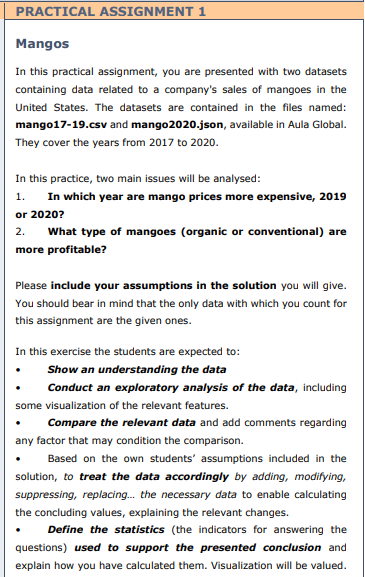 PRACTICAL ASSIGNMENT 1
Mangos
In this practical assignment, you are presented with two datasets
containing data related to a company's sales of mangoes in the
United States. The datasets are contained in the files named:
mango17-19.csv and mango2020.json, available in Aula Global.
They cover the years from 2017 to 2020.
In this practice, two main issues will be analysed:
1. In which year are mango prices more expensive, 2019
or 2020?
2. What type of mangoes (organic or conventional) are
more profitable?
Please include your assumptions in the solution you will give.
You should bear in mind that the only data with which you count for
this assignment are the given ones.
In this exercise the students are expected to:
• Show an understanding the data
• Conduct an exploratory analysis of the data, including
some visualization of the relevant features.
• Compare the relevant data and add comments regarding
any factor that may condition the comparison.
• Based on the own students' assumptions included in the
solution, to treat the data accordingly by adding, modifying,
suppressing, replacing... the necessary data to enable calculating
the concluding values, explaining the relevant changes.
• Define the statistics (the indicators for answering the
questions) used to support the presented conclusion and
explain how you have calculated them. Visualization will be valued.